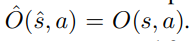 Ô(ŝ, a) = O(s, a).